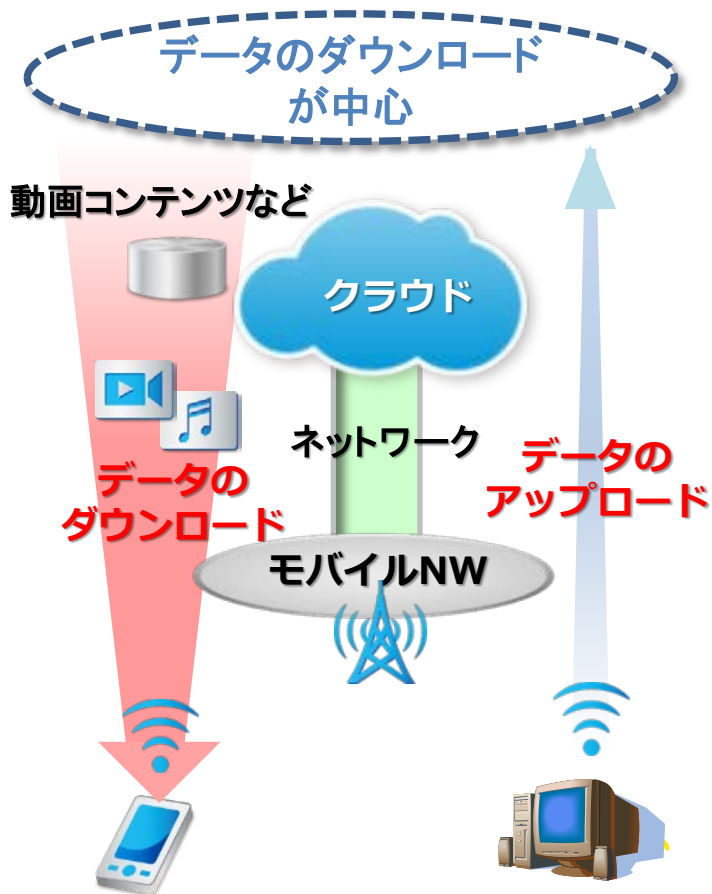 データのダウンロード
が中心
動画コンテンツなど
クラウド
ネットワーク
データの
ダウンロード
データの
アップロード
モバイルNW